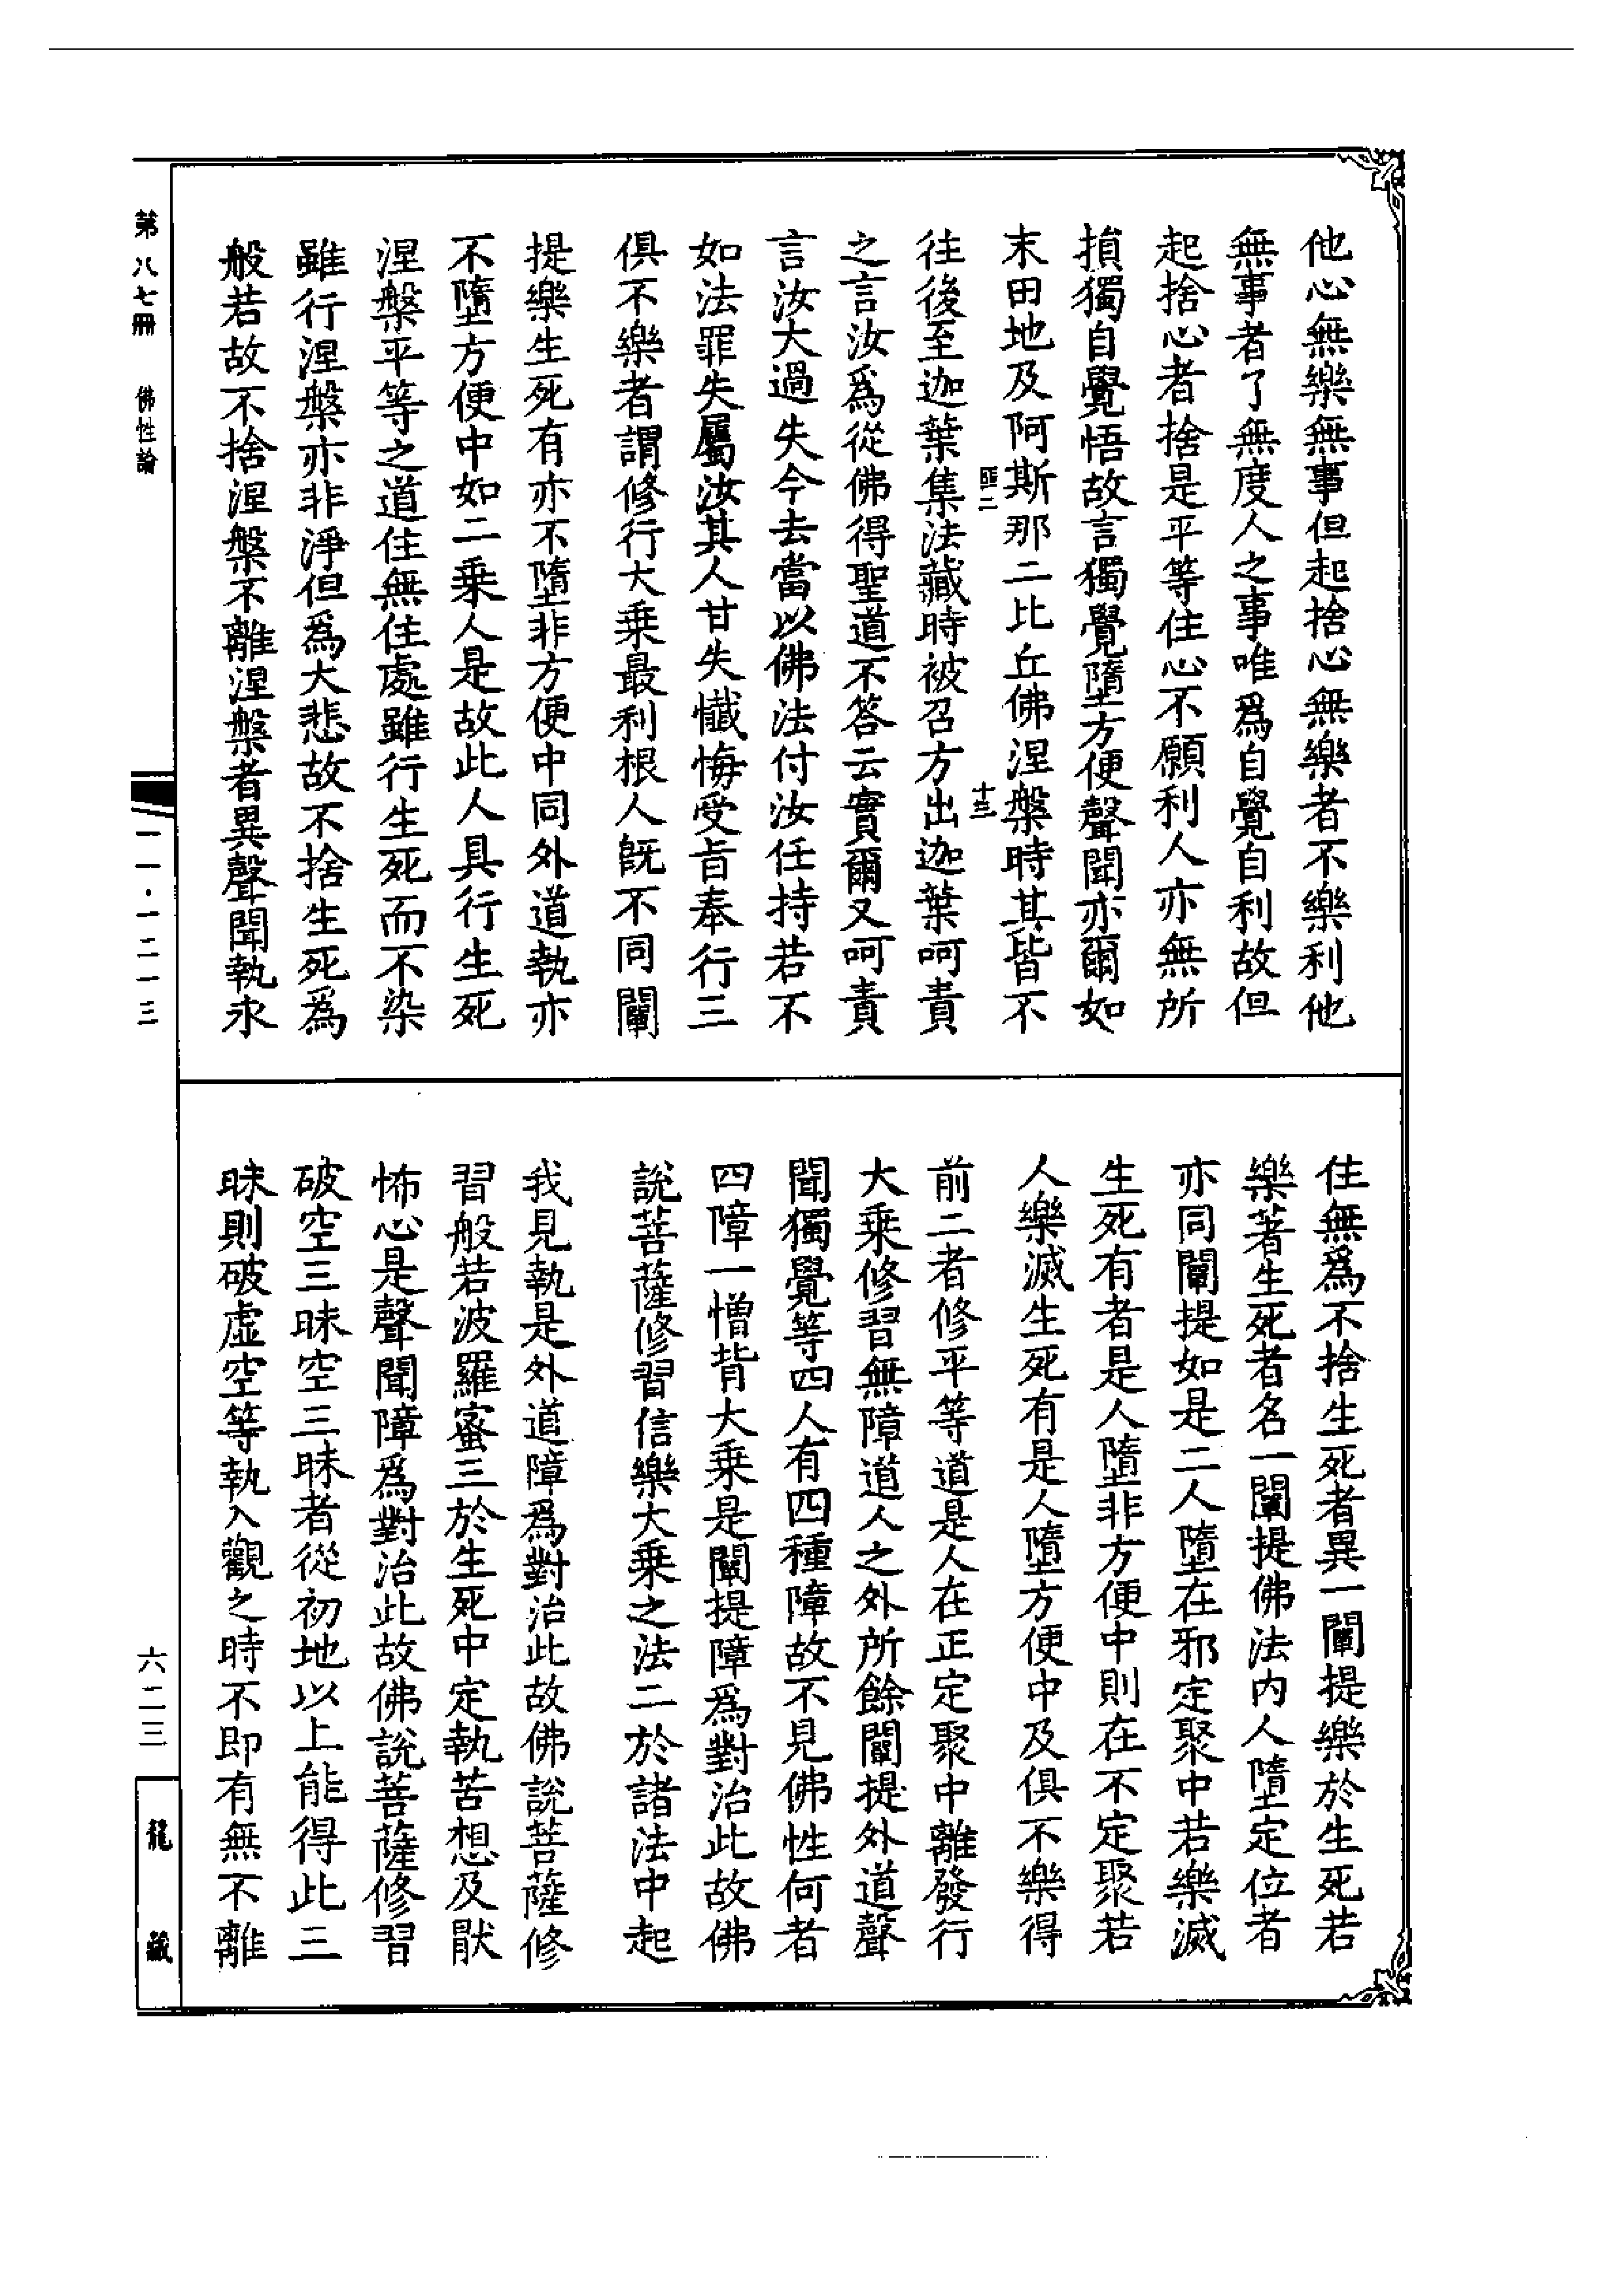 他心無樂無事但起捨心無樂者不樂利他
無事者了無度人之事唯爲自覺自利故但
起捨心者捨是平等住心不願利人亦無所
損獨自覺悟故言獨覺墮方便聲聞亦爾如
末田地及阿斯那二比丘佛涅槃時其皆不
往後至迦葉集法藏時被召方出迦葉呵責
之言汝爲從佛得聖道不答云實爾又呵責
言汝大過失今去當以佛法付汝任持若不
如法罪失屬汝其人甘失懺悔受旨奉行三
俱不樂者謂修行大乗最利根人旣不同闡
提樂生死有亦不墮非方便中同外道執亦
不墮方便中如二乗人是故此人具行生死
涅槃平等之道住無住處雖行生死而不染
雖行涅槃亦非淨但爲大悲故不捨生死爲
般若故不捨涅槃不離涅槃者異聲聞執永
住無爲不捨生死者異一闡提樂於生死若
樂著生死者名一闡提佛法内人墮定位者
亦同闡提如是二人墮在邪定聚中若樂滅
生死有者是人墮非方便中則在不定聚若
人樂滅生死有是人墮方便中及俱不樂得
前二者修平等道是人在正定聚中離發行
大乗修習無障道人之外所餘闡提外道聲
聞獨覺等四人有四種障故不見佛性何者
四障一憎背大乗是闡提障爲對治此故佛
說菩薩修習信樂大乗之法二於諸法中起
我見執是外道障爲對治此故佛說菩薩修
習般若波羅蜜三於生死中定執苦想及猒
怖心是聲聞障爲對治此故佛說菩薩修習
破空三昧空三昧者從初地以上能得此三
昧則破虛空等執入觀之時不即有無不離
第八七冊
佛性論
一一·一二一三
六二三
龍藏
二
十三